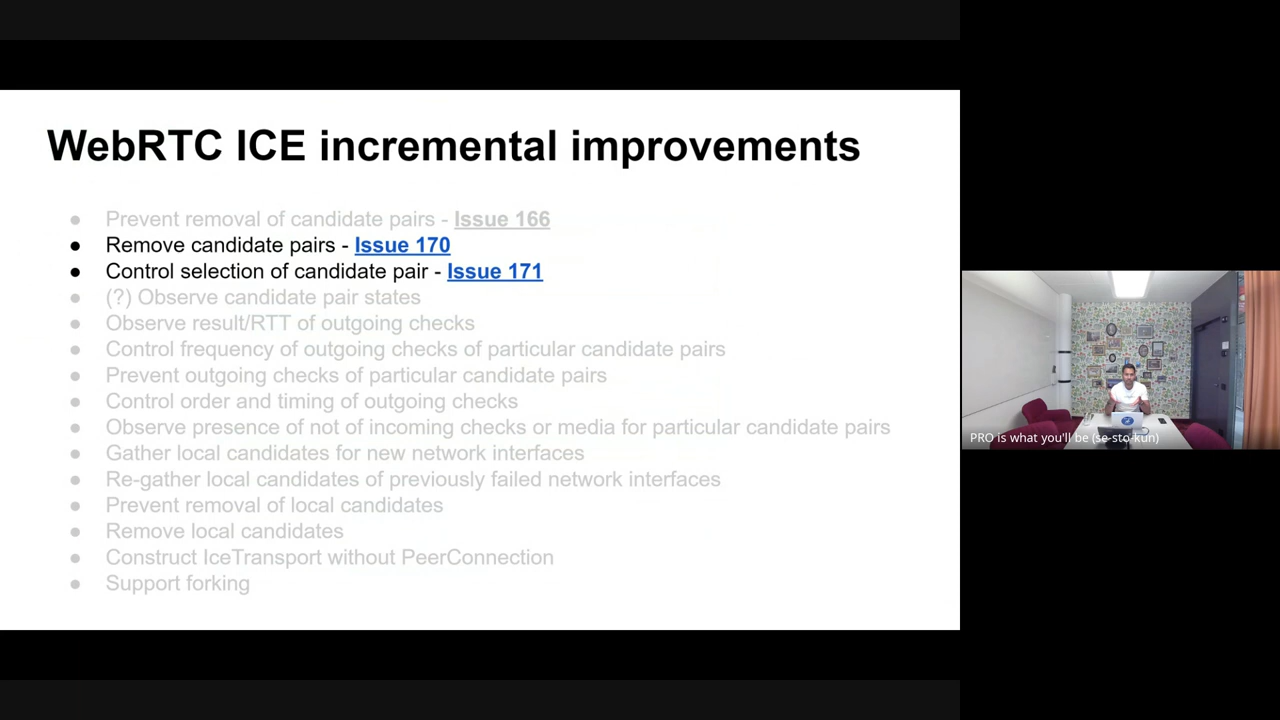 WebRTC ICE incremental improvements
● Prevent removal of candidate pairs - Issue 166
● Remove candidate pairs - Issue 170
● Control selection of candidate pair - Issue 171
● (?) Observe candidate pair states
● Observe result/RTT of outgoing checks
● Control frequency of outgoing checks of particular candidate pairs
● Prevent outgoing checks of particular candidate pairs
● Control order and timing of outgoing checks
● Observe presence of not of incoming checks or media for particular candidate pairs
● Gather local candidates for new network interfaces
● Re-gather local candidates of previously failed network interfaces
● Prevent removal of local candidates
● Remove local candidates
● Construct IceTransport without PeerConnection
● Support forking
PRO is what you'll be (se-sto-kun)